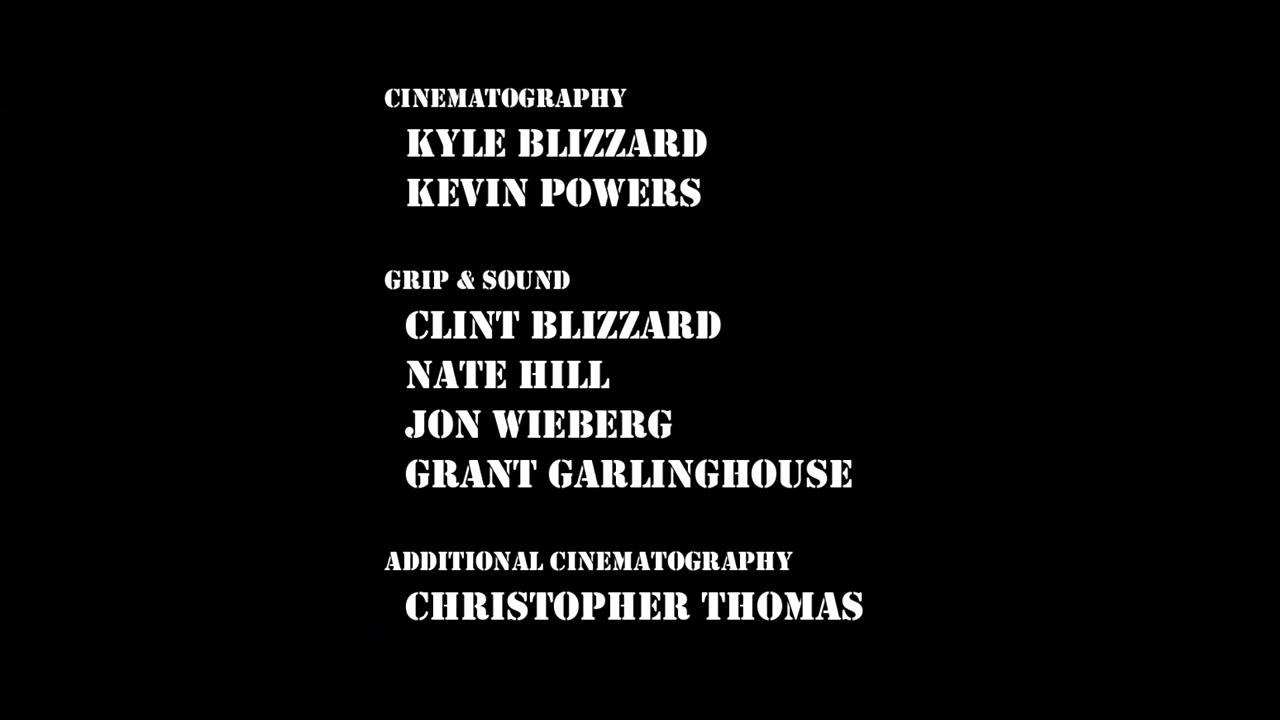 CINEMATOGRAPHY
KYLE BLIZZARD
KEVIN POWERS
GRIP & SOUND
CLINT BLIZZARD
NATE HILL
JON WIEBERG
GRANT GARLINGHOUSE
ADDITIONAL CINEMATOGRAPHY
CHRISTOPHER THOMAS